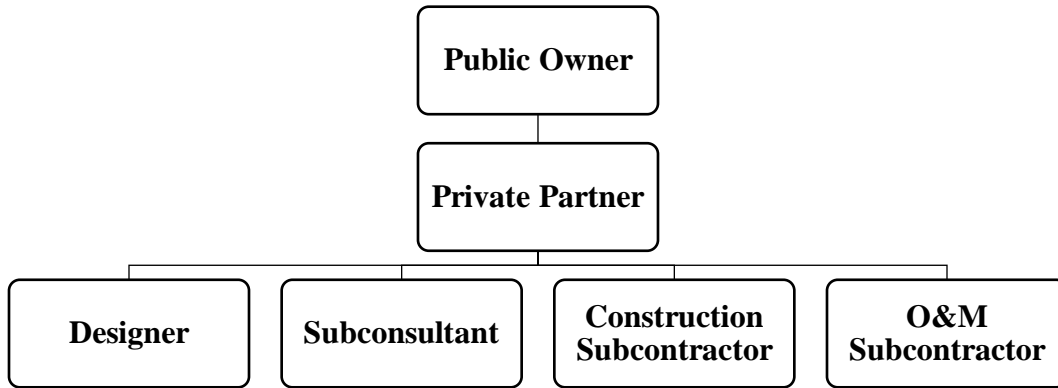 Public Owner
Private Partner
Designer
Subconsultant
Construction
Subcontractor
O&M
Subcontractor